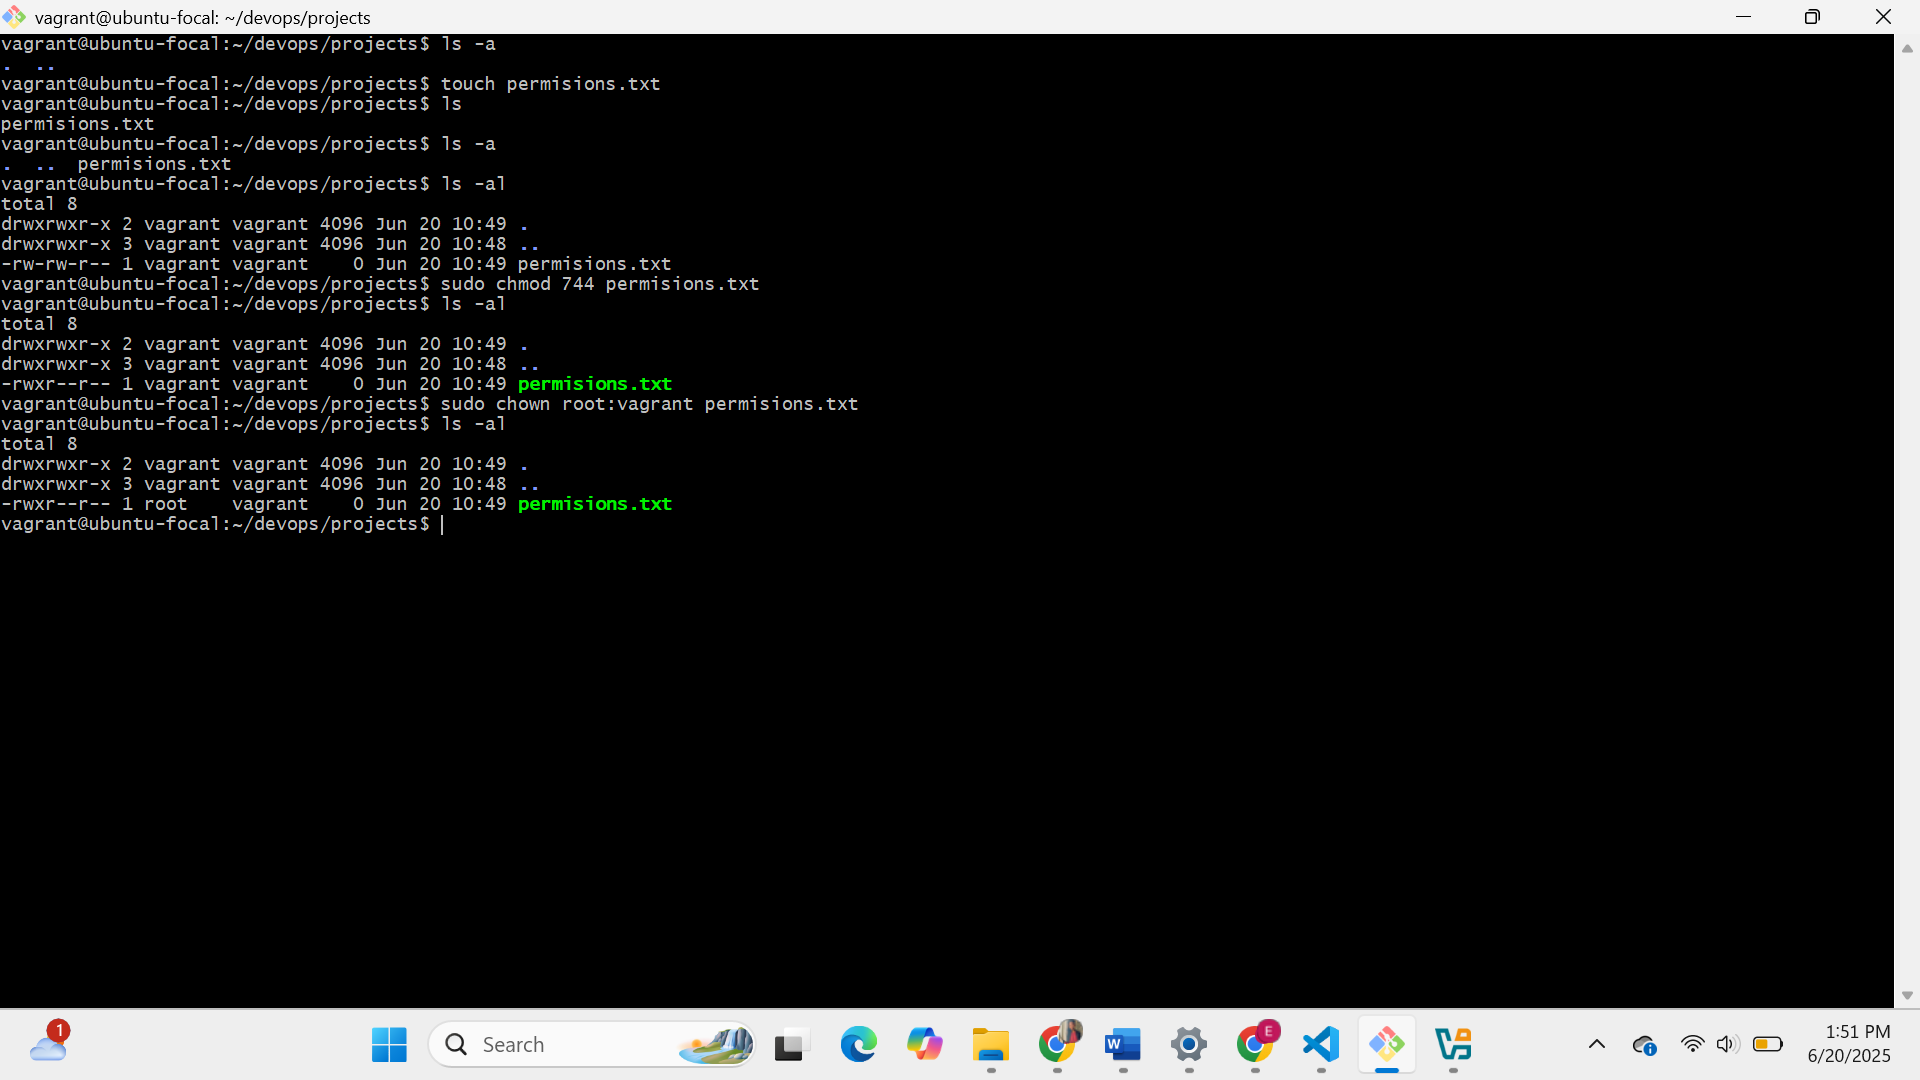 vagrant@ubuntu-focal: ~/devops/projects
vagrant@ubuntu-focal:~/devops/projects$ ls -a
.  ..
vagrant@ubuntu-focal:~/devops/projects$ touch permisions.txt
vagrant@ubuntu-focal:~/devops/projects$ ls
permisions.txt
vagrant@ubuntu-focal:~/devops/projects$ ls -a
.  ..  permisions.txt
vagrant@ubuntu-focal:~/devops/projects$ ls -al
total 8
drwxrwxr-x 2 vagrant vagrant 4096 Jun 20 10:49 .
drwxrwxr-x 3 vagrant vagrant 4096 Jun 20 10:48 ..
-rw-rw-r-- 1 vagrant vagrant    0 Jun 20 10:49 permisions.txt
vagrant@ubuntu-focal:~/devops/projects$ sudo chmod 744 permisions.txt
vagrant@ubuntu-focal:~/devops/projects$ ls -al
total 8
drwxrwxr-x 2 vagrant vagrant 4096 Jun 20 10:49 .
drwxrwxr-x 3 vagrant vagrant 4096 Jun 20 10:48 ..
-rwxr--r-- 1 vagrant vagrant    0 Jun 20 10:49 permisions.txt
vagrant@ubuntu-focal:~/devops/projects$ sudo chown root:vagrant permisions.txt
vagrant@ubuntu-focal:~/devops/projects$ ls -al
total 8
drwxrwxr-x 2 vagrant vagrant 4096 Jun 20 10:49 .
drwxrwxr-x 3 vagrant vagrant 4096 Jun 20 10:48 ..
-rwxr--r-- 1 root    vagrant    0 Jun 20 10:49 permisions.txt
vagrant@ubuntu-focal:~/devops/projects$
1
Search
W
E
1:51 PM
6/20/2025